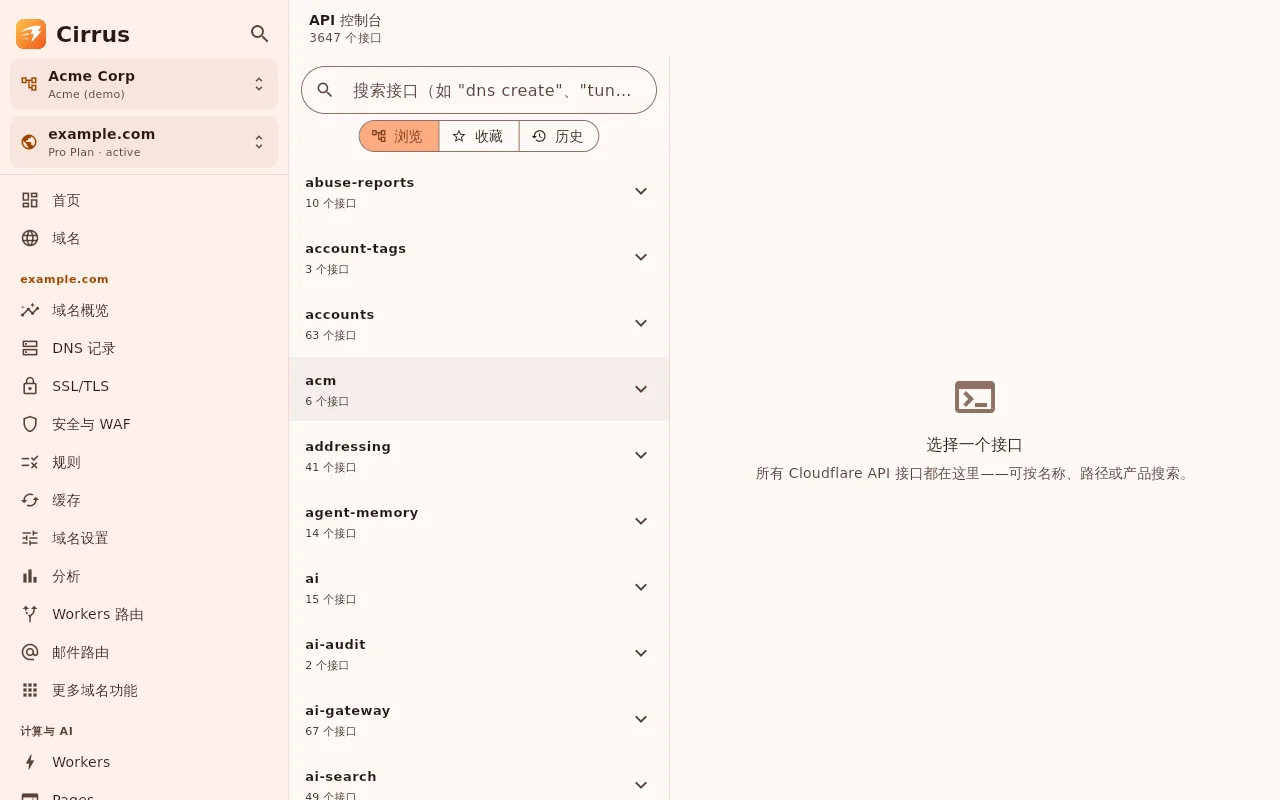 Cirrus
Acme Corp
Acme (demo)
example.com
Pro Plan · active
首页
域名
example.com
域名概览
DNS 记录
SSL/TLS
安全与 WAF
规则
缓存
域名设置
分析
Workers 路由
邮件路由
更多域名功能
计算与 AI
Workers
Pages
API 控制台
3647 个接口
搜索接口（如 "dns create"、"tun...
浏览
收藏
历史
abuse-reports
10 个接口
account-tags
3 个接口
accounts
63 个接口
acm
6 个接口
addressing
41 个接口
agent-memory
14 个接口
ai
15 个接口
ai-audit
2 个接口
ai-gateway
67 个接口
ai-search
49 个接口
选择一个接口
所有 Cloudflare API 接口都在这里——可按名称、路径或产品搜索。